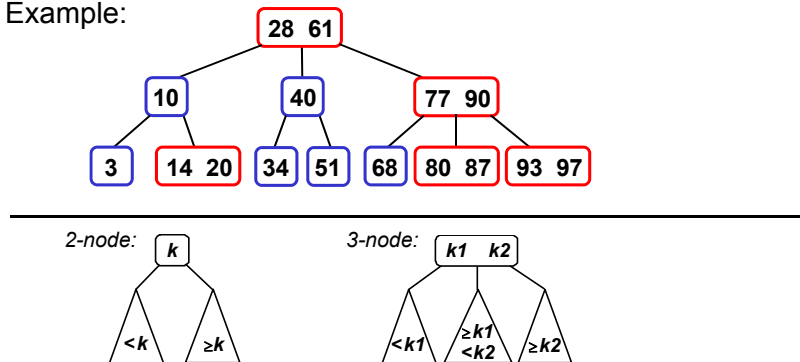 Example:
28 61
10 40 77 90
3 14 20 34 51 68 80 87 93 97
2-node: k 3-node: k1 k2
<k ≥k <k1 ≥k1 <k2 ≥k2